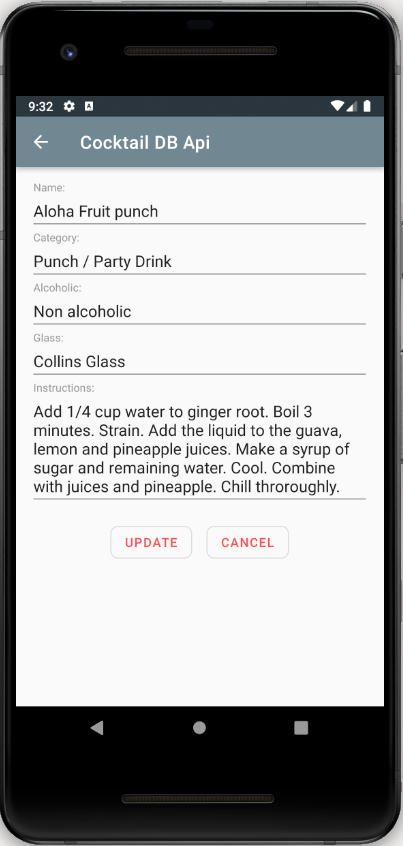 9:32 A
Cocktail DB Api
Name:
Aloha Fruit punch
Category:
Punch / Party Drink
Alcoholic:
Non alcoholic
Glass:
Collins Glass
Instructions:
Add 1/4 cup water to ginger root. Boil 3
minutes. Strain. Add the liquid to the guava,
lemon and pineapple juices. Make a syrup of
sugar and remaining water. Cool. Combine
with juices and pineapple. Chill throroughly.
UPDATE CANCEL